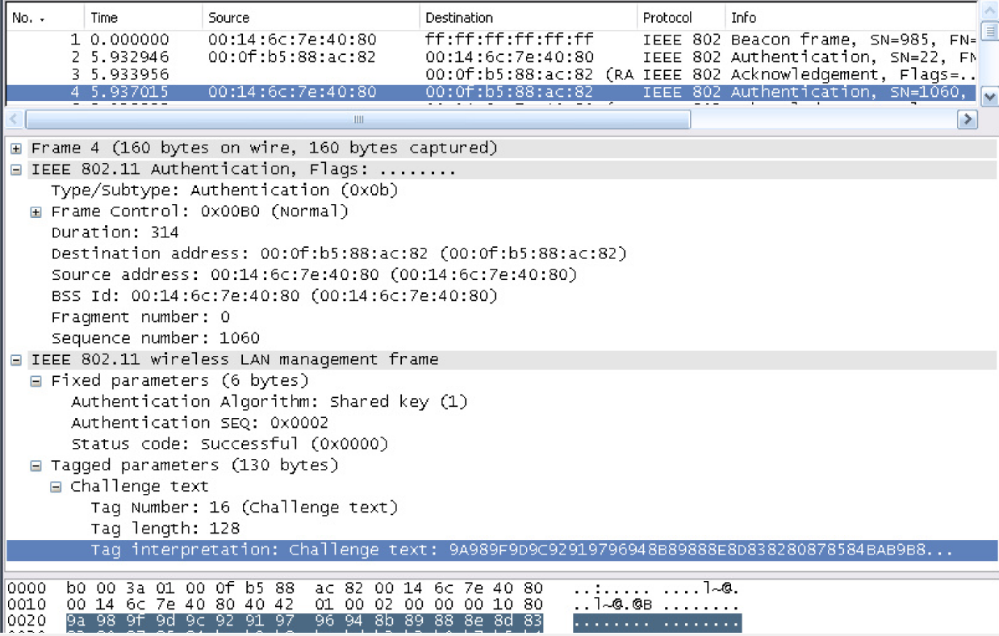 No. Time Source Destination Protocol Info
1 0.000000 00:14:6c:7e:40:80 ff:ff:ff:ff:ff:ff IEEE 802 Beacon frame, SN=985, FN=
2 5.932946 00:0f:b5:88:ac:82 00:14:6c:7e:40:80 IEEE 802 Authentication, SN=22, FN
3 5.933956 00:0f:b5:88:ac:82 (RA IEEE 802 Acknowledgement, Flags=..
4 5.937015 00:14:6c:7e:40:80 00:0f:b5:88:ac:82 IEEE 802 Authentication, SN=1060,
Frame 4 (160 bytes on wire, 160 bytes captured)
IEEE 802.11 Authentication, Flags: ........
Type/Subtype: Authentication (0x0b)
Frame Control: 0x00B0 (Normal)
Duration: 314
Destination address: 00:0f:b5:88:ac:82 (00:0f:b5:88:ac:82)
Source address: 00:14:6c:7e:40:80 (00:14:6c:7e:40:80)
BSS Id: 00:14:6c:7e:40:80 (00:14:6c:7e:40:80)
Fragment number: 0
Sequence number: 1060
IEEE 802.11 wireless LAN management frame
Fixed parameters (6 bytes)
Authentication Algorithm: Shared key (1)
Authentication SEQ: 0x0002
Status code: Successful (0x0000)
Tagged parameters (130 bytes)
Challenge text
Tag Number: 16 (Challenge text)
Tag length: 128
Tag interpretation: Challenge text: 9A989F9D9C92919796948B89888E8D838280878584BAB9B8...
0000 b0 00 3a 01 00 0f b5 88 ac 82 00 14 6c 7e 40 80 ..:..... ....l~@.
0010 00 14 6c 7e 40 80 40 42 01 00 02 00 00 00 10 80 ..l~@.@B ........
0020 9a 98 9f 9d 9c 92 91 97 96 94 8b 89 88 8e 8d 83 ........ ........